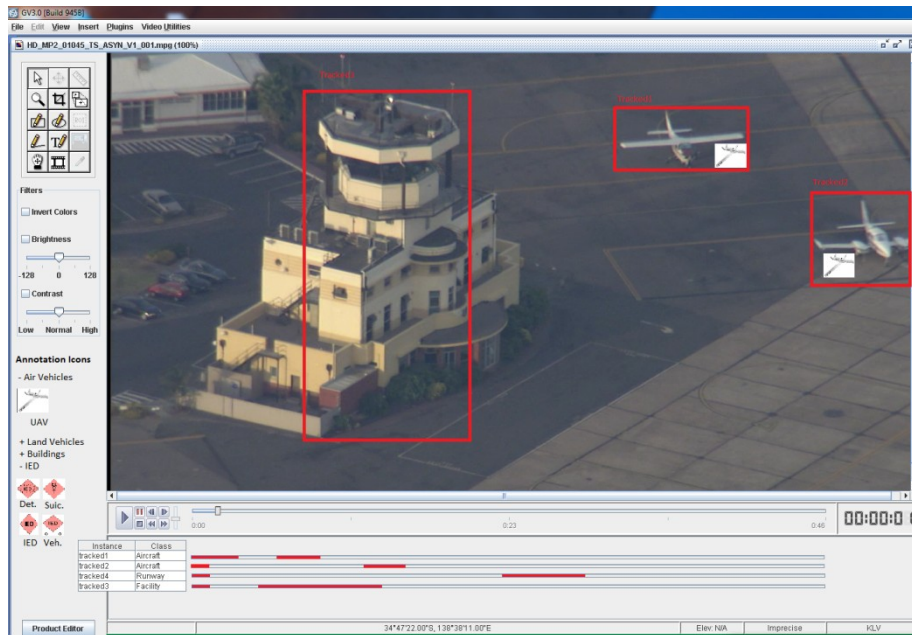 GV3.0 [Build 9458]
File Edit View Insert Plugins Video Utilities
HD_MP2_01045_TS_ASYN_V1_001.mpg (100%)
Filters
Invert Colors
Brightness
-128 0 128
Contrast
Low Normal High
Annotation Icons
- Air Vehicles
UAV
+ Land Vehicles
+ Buildings
- IED
Det. Suic.
IED Veh.
0:00 0:23 0:46
Instance Class
tracked1 Aircraft
tracked2 Aircraft
tracked4 Runway
tracked3 Facility
Product Editor
34°47'22.00"S, 138°38'11.00"E
Elev: N/A
Imprecise
KLV